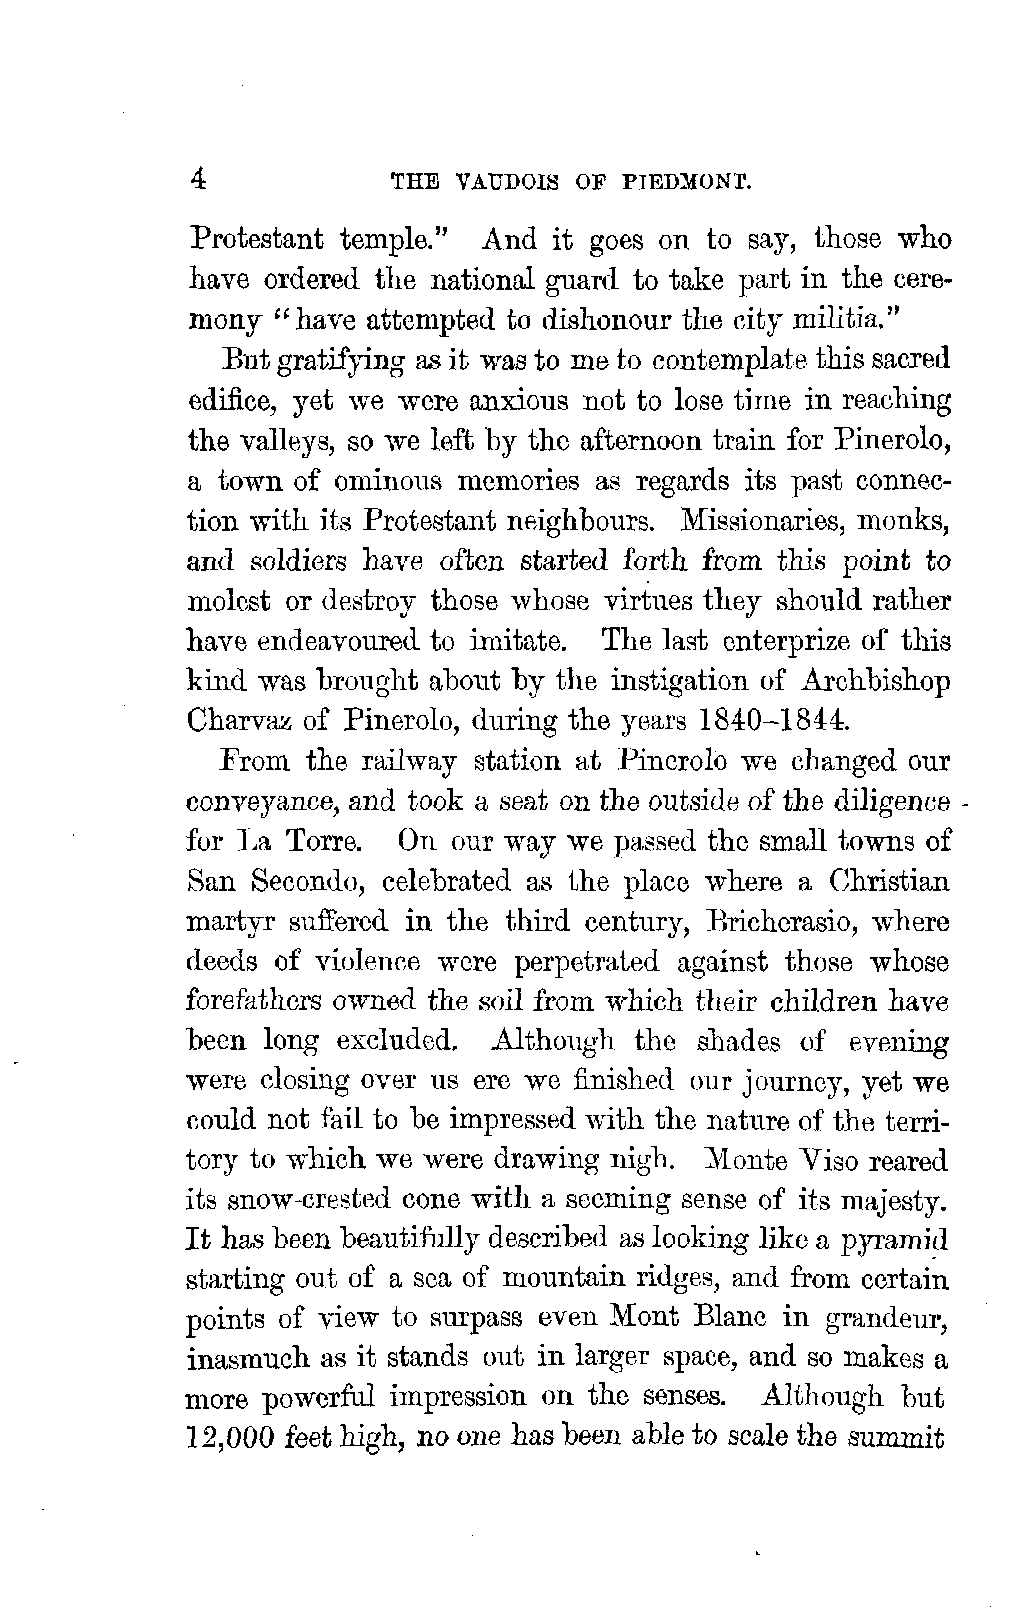 4 THE VAUDOIS OF PIEDMONT.
Protestant temple." And it goes on to say, those who
have ordered the national guard to take part in the cere-
mony "have attempted to dishonour the city militia."
But gratifying as it was to me to contemplate this sacred
edifice, yet we were anxious not to lose time in reaching
the valleys, so we left by the afternoon train for Pinerolo,
a town of ominous memories as regards its past connec-
tion with its Protestant neighbours. Missionaries, monks,
and soldiers have often started forth from this point to
molest or destroy those whose virtues they should rather
have endeavoured to imitate. The last enterprize of this
kind was brought about by the instigation of Archbishop
Charvaz of Pinerolo, during the years 1840–1844.
From the railway station at Pinerolo we changed our
conveyance, and took a seat on the outside of the diligence
for La Torre. On our way we passed the small towns of
San Secondo, celebrated as the place where a Christian
martyr suffered in the third century, Bricherasio, where
deeds of violence were perpetrated against those whose
forefathers owned the soil from which their children have
been long excluded. Although the shades of evening
were closing over us ere we finished our journey, yet we
could not fail to be impressed with the nature of the terri-
tory to which we were drawing nigh. Monte Viso reared
its snow-crested cone with a seeming sense of its majesty.
It has been beautifully described as looking like a pyramid
starting out of a sea of mountain ridges, and from certain
points of view to surpass even Mont Blanc in grandeur,
inasmuch as it stands out in larger space, and so makes a
more powerful impression on the senses. Although but
12,000 feet high, no one has been able to scale the summit